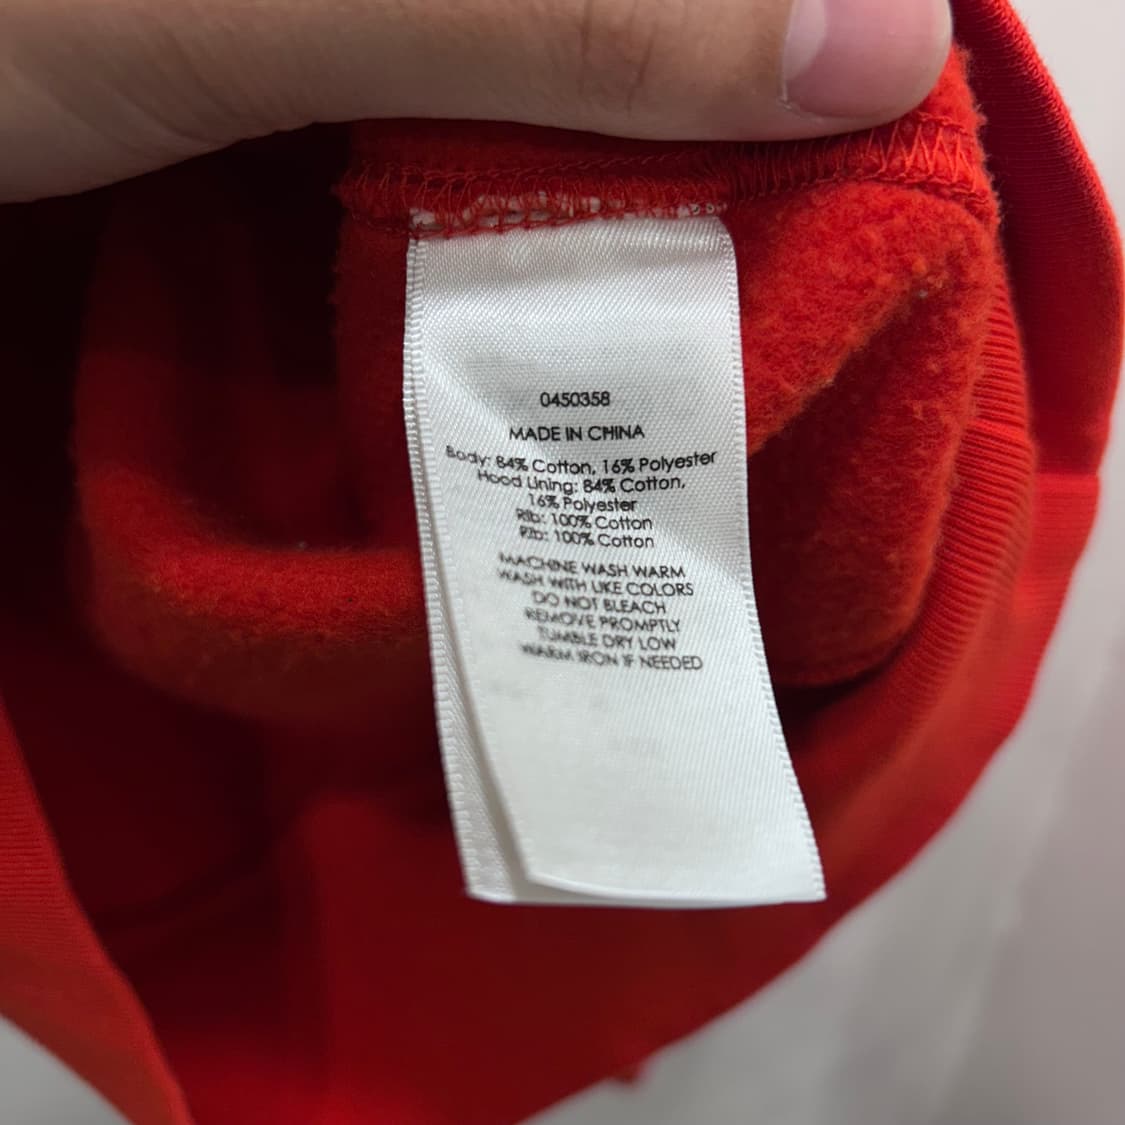 0450358
MADE IN CHINA
Body: 84% Cotton, 16% Polyester
Hood Lining: 84% Cotton,
16% Polyester
Rib: 100% Cotton
Rib: 100% Cotton
MACHINE WASH WARM
WASH WITH LIKE COLORS
DO NOT BLEACH
REMOVE PROMPTLY
TUMBLE DRY LOW
WARM IRON IF NEEDED